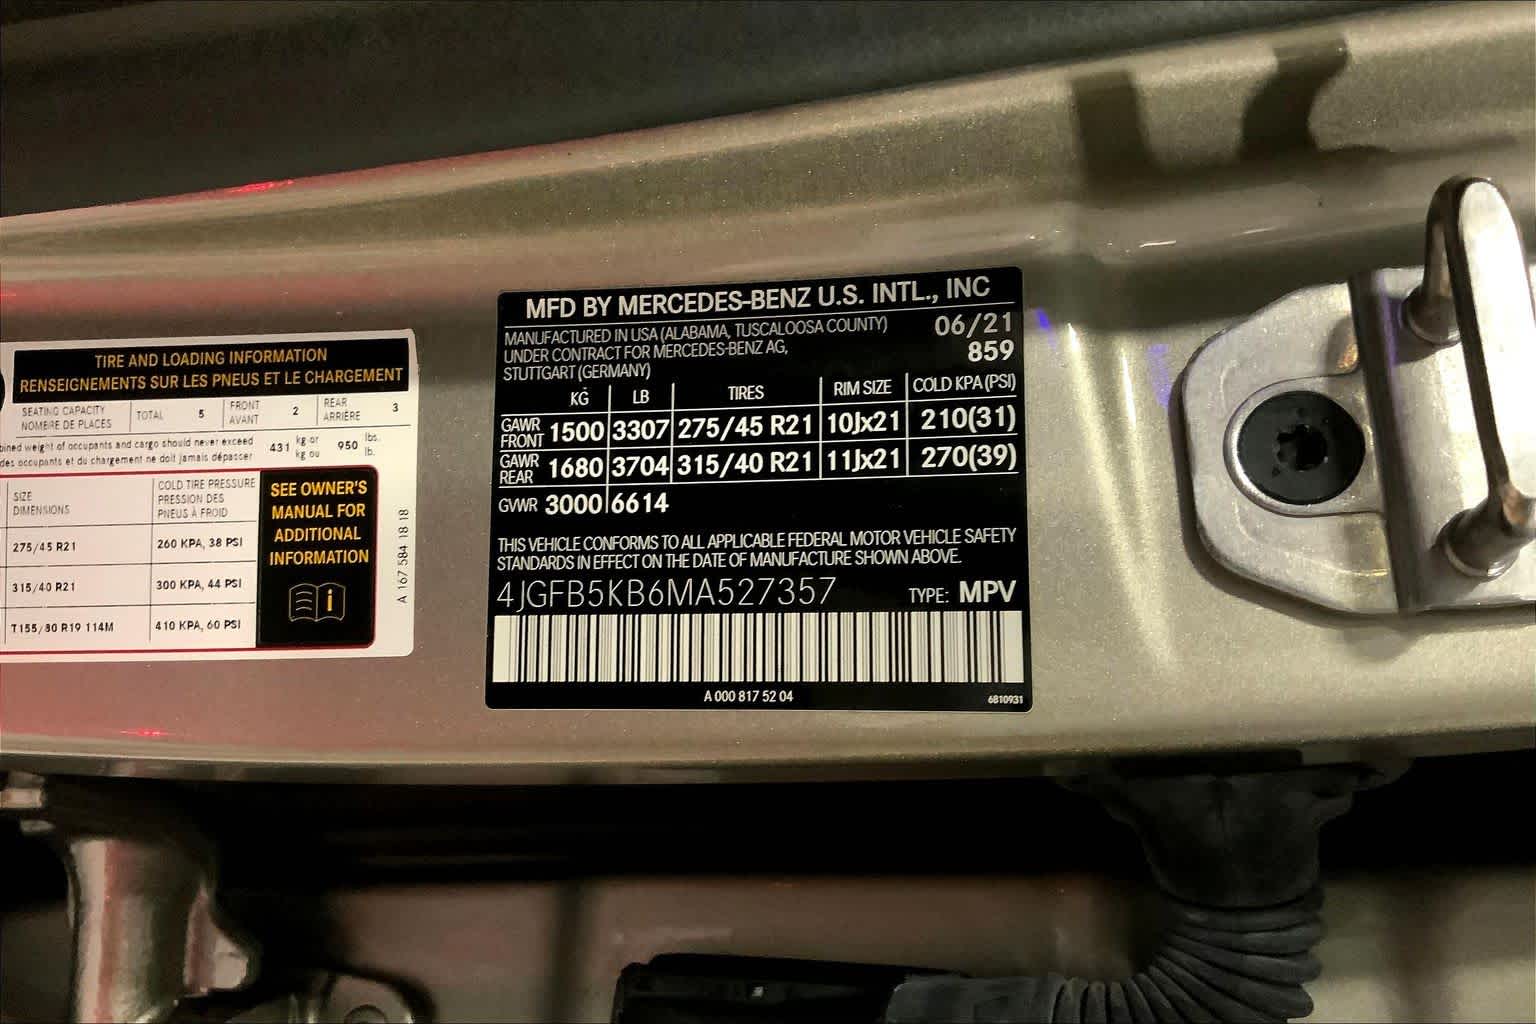 TIRE AND LOADING INFORMATION
RENSEIGNEMENTS SUR LES PNEUS ET LE CHARGEMENT
SEATING CAPACITY
NOMBRE DE PLACES
TOTAL 5
FRONT
AVANT
2
REAR
ARRIÈRE
3
weight of occupants and cargo should never exceed
des occupants et du chargement ne doit jamais dépasser
431 kg or
kg ou
950 lbs.
lb.
SIZE
DIMENSIONS
COLD TIRE PRESSURE
PRESSION DES
PNEUS À FROID
275/45 R21 260 KPA, 38 PSI
315/40 R21 300 KPA, 44 PSI
T155/80 R19 114M 410 KPA, 60 PSI
SEE OWNER'S
MANUAL FOR
ADDITIONAL
INFORMATION
i
A 167 584 18 18
MFD BY MERCEDES-BENZ U.S. INTL., INC
MANUFACTURED IN USA (ALABAMA, TUSCALOOSA COUNTY)
UNDER CONTRACT FOR MERCEDES-BENZ AG,
STUTTGART (GERMANY)
06/21
859
KG LB TIRES RIM SIZE COLD KPA (PSI)
GAWR
FRONT
1500 3307 275/45 R21 10Jx21 210(31)
GAWR
REAR
1680 3704 315/40 R21 11Jx21 270(39)
GVWR 3000 6614
THIS VEHICLE CONFORMS TO ALL APPLICABLE FEDERAL MOTOR VEHICLE SAFETY
STANDARDS IN EFFECT ON THE DATE OF MANUFACTURE SHOWN ABOVE.
4JGFB5KB6MA527357 TYPE: MPV
A 000 817 52 04
6810931